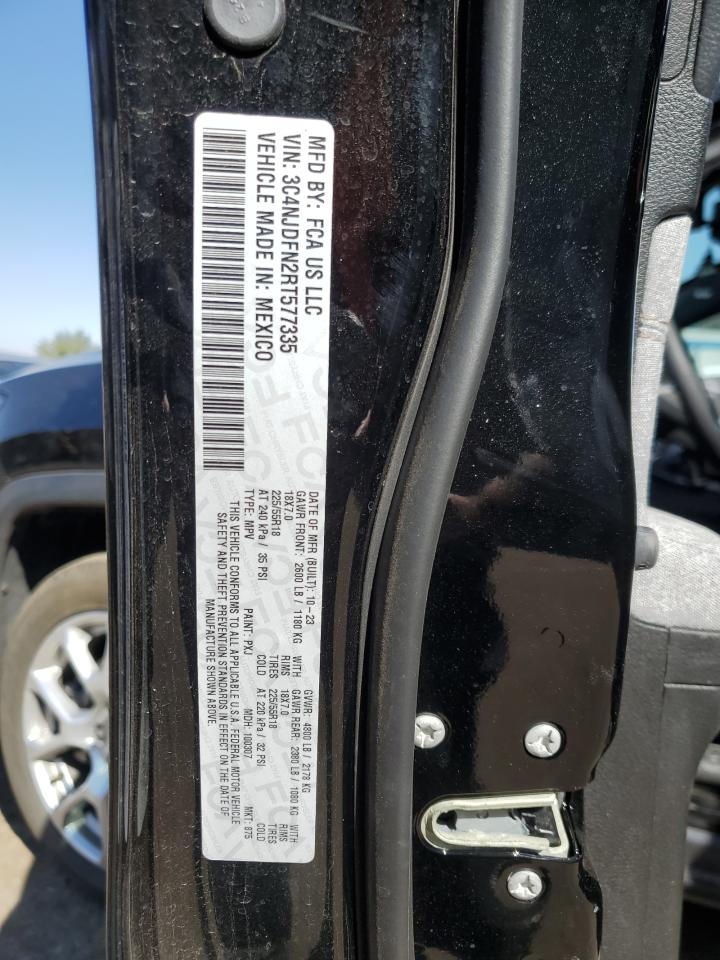 MFD BY: FCA US LLC
VIN: 3C4NJDFN2RT577335
VEHICLE MADE IN: MEXICO
DATE OF MFR (BUILT): 10-23 GVWR: 4800 LB / 2178 KG
GAWR FRONT: 2600 LB / 1180 KG WITH GAWR REAR: 2380 LB / 1080 KG WITH
18X7.0 RIMS 18X7.0 RIMS
225/55R18 TIRES 225/55R18 TIRES
AT 240 kPa / 35 PSI COLD AT 220 kPa / 32 PSI COLD
TYPE: MPV PAINT: PXJ MDH: 100307 MKT: 875
THIS VEHICLE CONFORMS TO ALL APPLICABLE U.S.A. FEDERAL MOTOR VEHICLE
SAFETY AND THEFT PREVENTION STANDARDS IN EFFECT ON THE DATE OF
MANUFACTURE SHOWN ABOVE.